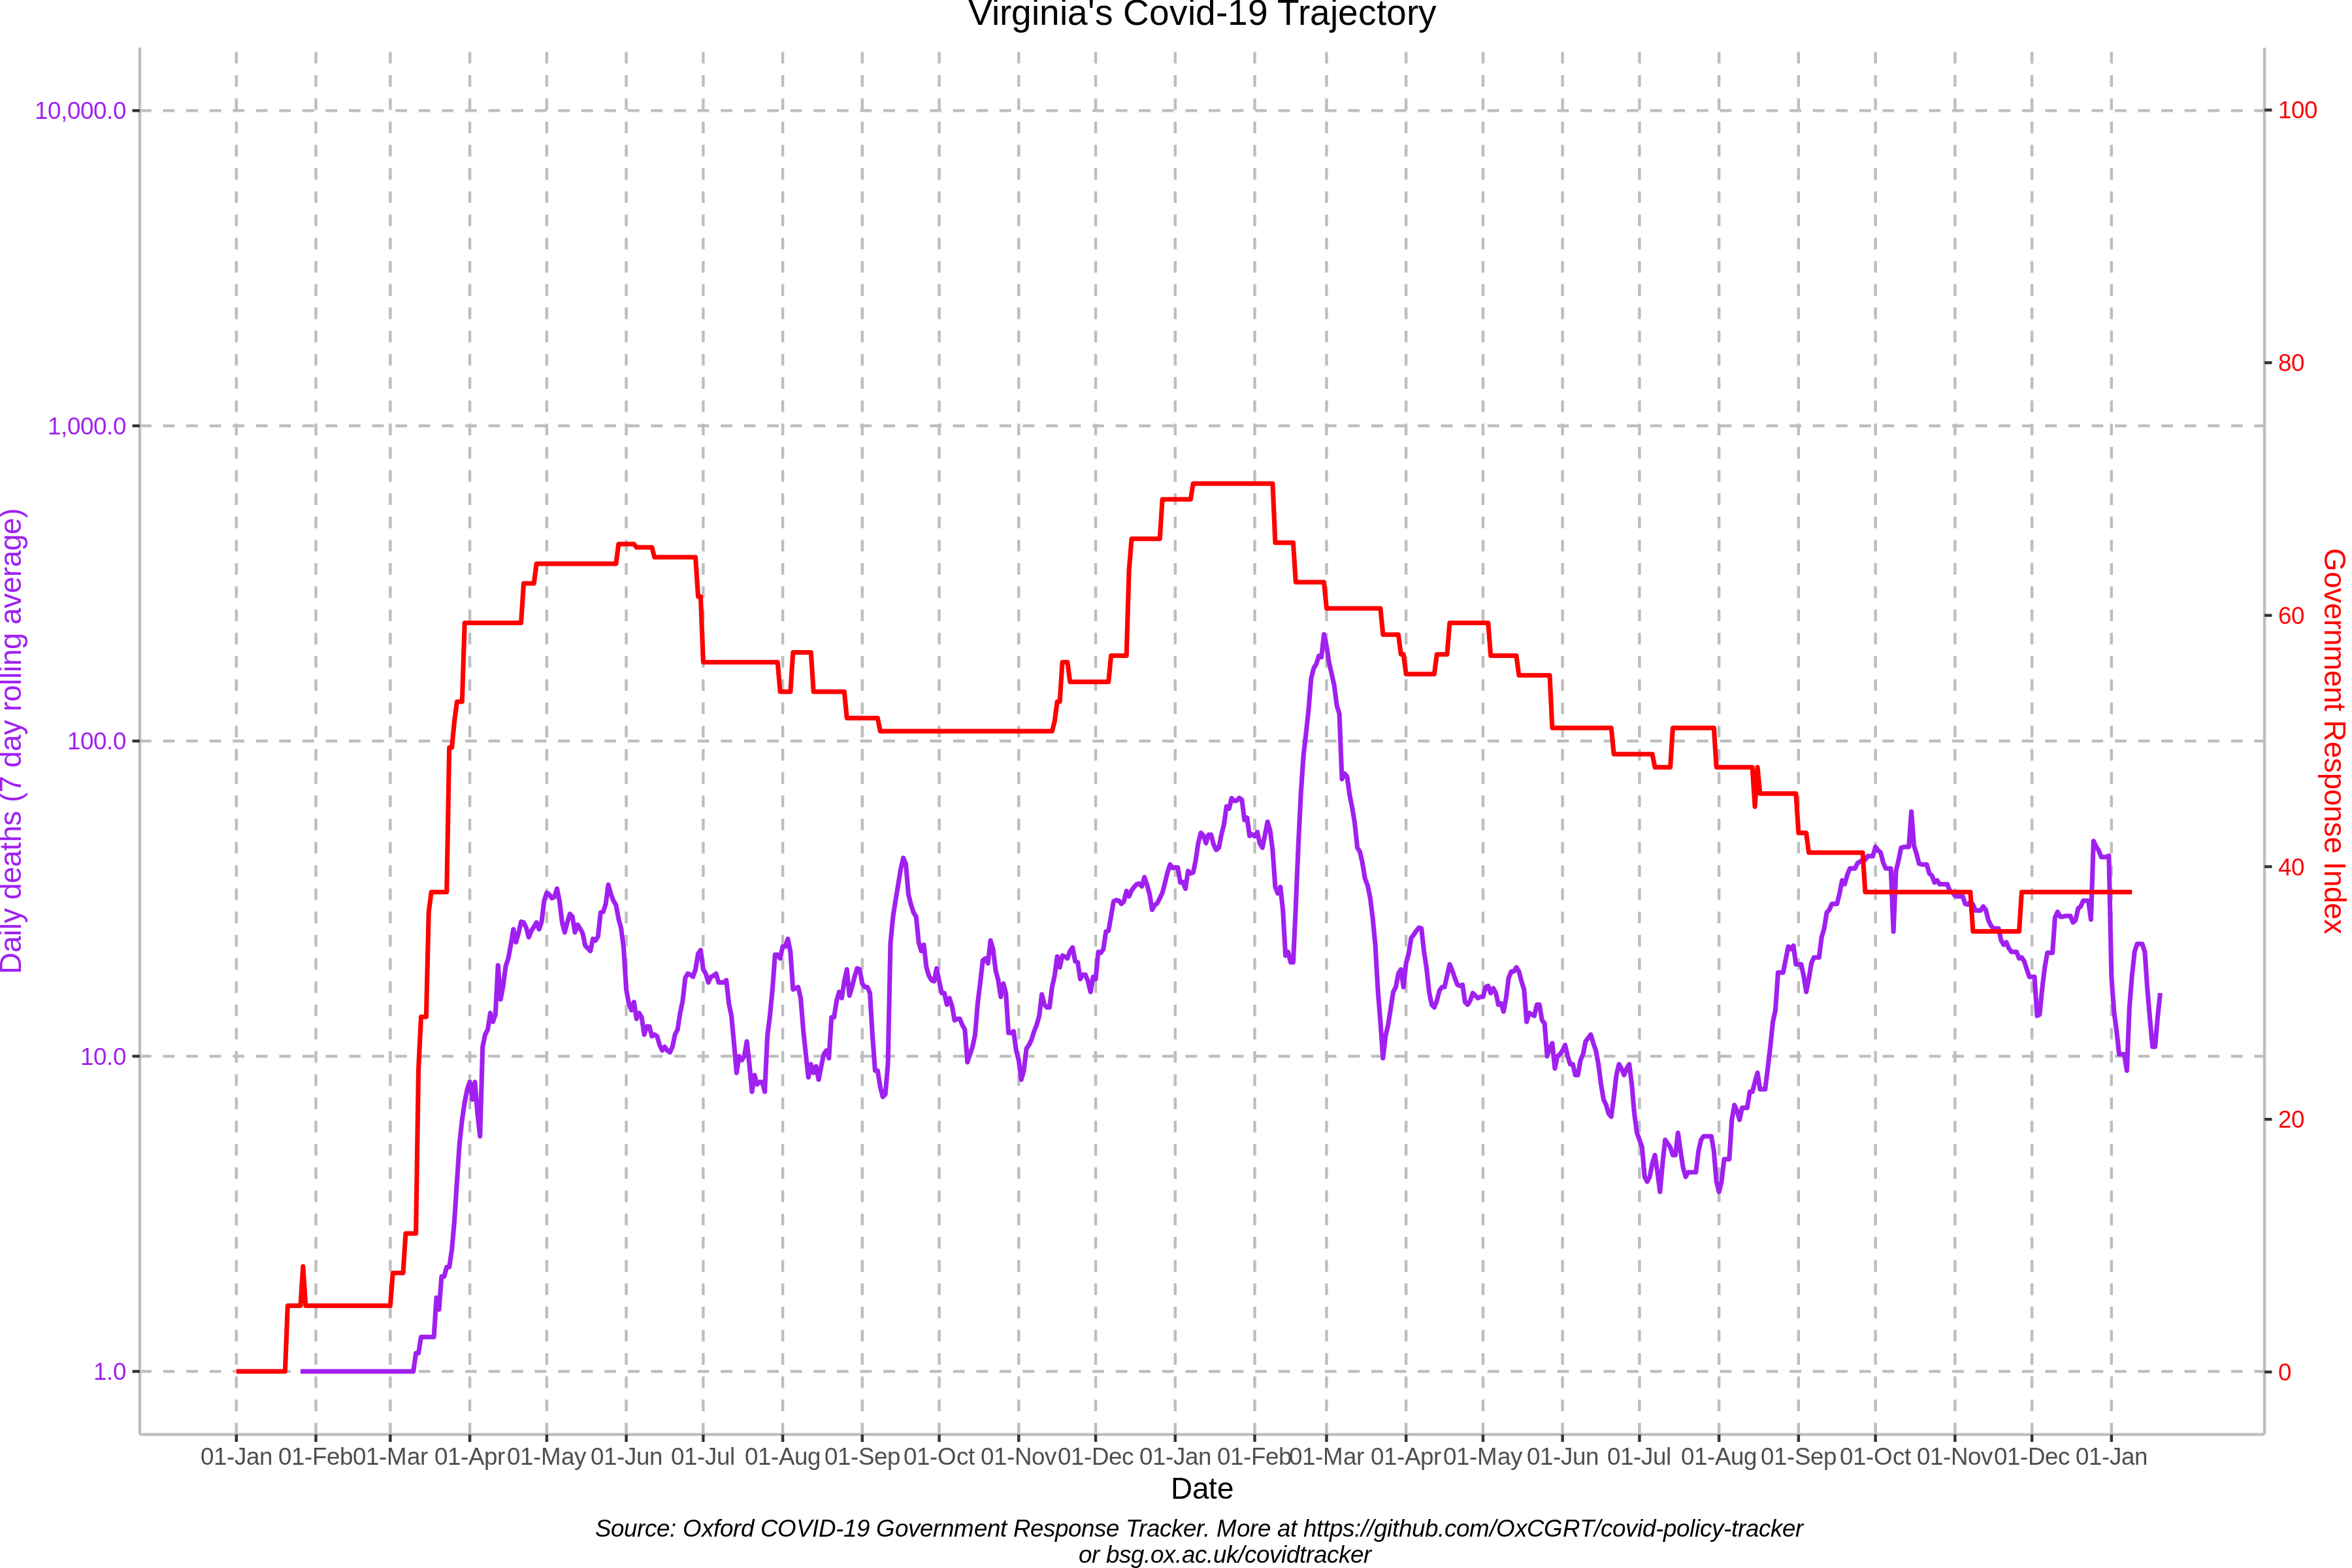 Virginia's Covid-19 Trajectory
10,000.0
1,000.0
100.0
10.0
1.0
Daily deaths (7 day rolling average)
100
80
60
40
20
0
Government Response Index
01-Jan 01-Feb 01-Mar 01-Apr 01-May 01-Jun 01-Jul 01-Aug 01-Sep 01-Oct 01-Nov 01-Dec 01-Jan 01-Feb 01-Mar 01-Apr 01-May 01-Jun 01-Jul 01-Aug 01-Sep 01-Oct 01-Nov 01-Dec 01-Jan
Date
Source: Oxford COVID-19 Government Response Tracker. More at https://github.com/OxCGRT/covid-policy-tracker
or bsg.ox.ac.uk/covidtracker